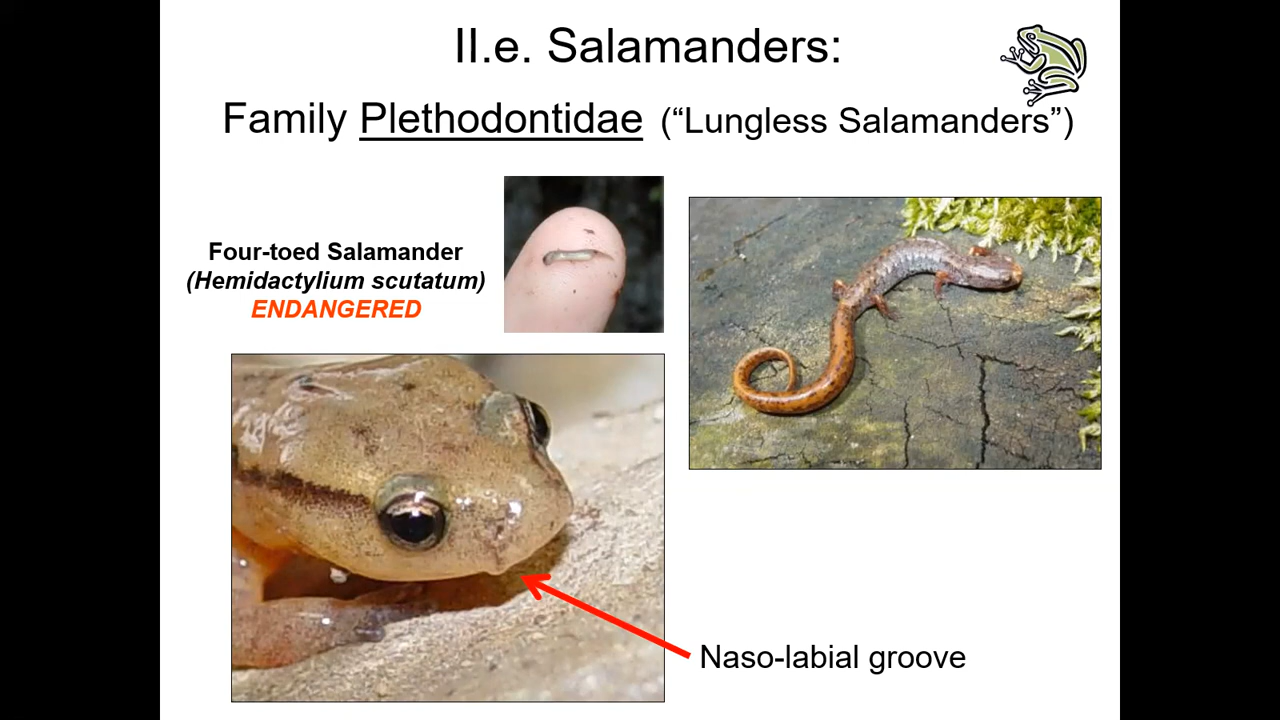 II.e. Salamanders:
Family Plethodontidae (“Lungless Salamanders”)
Four-toed Salamander
(Hemidactylium scutatum)
ENDANGERED
Naso-labial groove